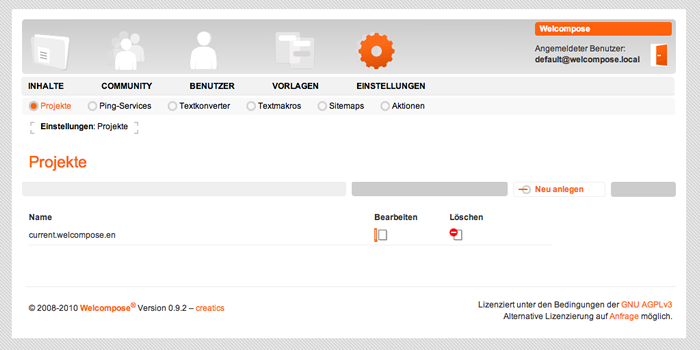 Welcompose
Angemeldeter Benutzer:
default@welcompose.local
INHALTE COMMUNITY BENUTZER VORLAGEN EINSTELLUNGEN
Projekte Ping-Services Textkonverter Textmakros Sitemaps Aktionen
Einstellungen: Projekte
Projekte
Neu anlegen
Name Bearbeiten Löschen
current.welcompose.en
© 2008-2010 Welcompose® Version 0.9.2 – creatics
Lizenziert unter den Bedingungen der GNU AGPLv3
Alternative Lizenzierung auf Anfrage möglich.